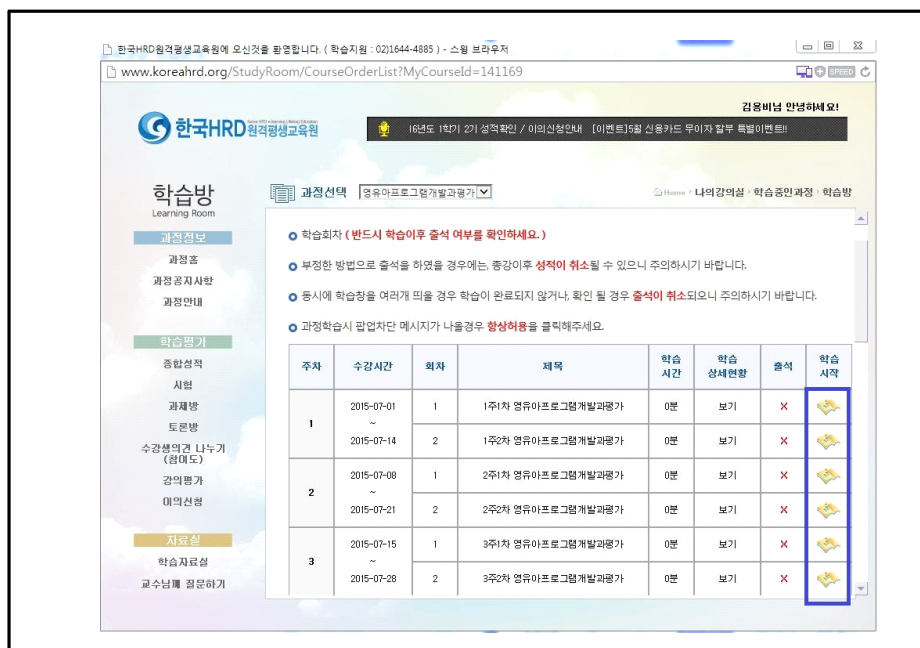 한국HRD원격평생교육원에 오신것을 환영합니다. ( 학습지원 : 02)1644-4885 ) - 스윙 브라우저
www.koreahrd.org/StudyRoom/CourseOrderList?MyCourseId=141169
SPEED
김용비님 안녕하세요!
한국HRD 원격평생교육원
16년도 1학기 2기 성적확인 / 이의신청안내 [이벤트]5월 신용카드 무이자 할부 특별이벤트!!
학습방
Learning Room
과정선택 영유아프로그램개발과평가
Home › 나의강의실 › 학습중인과정 › 학습방
과정정보
과정홈
과정공지사항
과정안내
학습평가
종합성적
시험
과제방
토론방
수강생의견 나누기
(참여도)
강의평가
이의신청
자료실
학습자료실
교수님께 질문하기
학습회차 ( 반드시 학습이후 출석 여부를 확인하세요. )
부정한 방법으로 출석을 하였을 경우에는, 종강이후 성적이 취소될 수 있으니 주의하시기 바랍니다.
동시에 학습창을 여러개 띄울 경우 학습이 완료되지 않거나, 확인 될 경우 출석이 취소되오니 주의하시기 바랍니다.
과정학습시 팝업차단 메시지가 나올경우 항상허용을 클릭해주세요.
주차 수강시간 회차 제목 학습 시간 학습 상세현황 출석 학습 시작
1 2015-07-01 ~ 2015-07-14
1 1주1차 영유아프로그램개발과평가 0분 보기 X
2 1주2차 영유아프로그램개발과평가 0분 보기 X
2 2015-07-08 ~ 2015-07-21
1 2주1차 영유아프로그램개발과평가 0분 보기 X
2 2주2차 영유아프로그램개발과평가 0분 보기 X
3 2015-07-15 ~ 2015-07-28
1 3주1차 영유아프로그램개발과평가 0분 보기 X
2 3주2차 영유아프로그램개발과평가 0분 보기 X